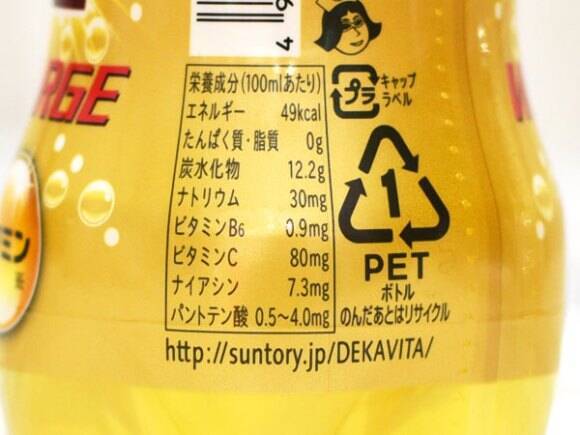 RGE
栄養成分(100mlあたり)
エネルギー 49kcal
たんぱく質・脂質 0g
炭水化物 12.2g
ナトリウム 30mg
ビタミンB6 0.9mg
ビタミンC 80mg
ナイアシン 7.3mg
パントテン酸 0.5~4.0mg
http://suntory.jp/DEKAVITA/
プラ
キャップ
ラベル
1
PET
ボトル
のんだあとはリサイクル
ミン